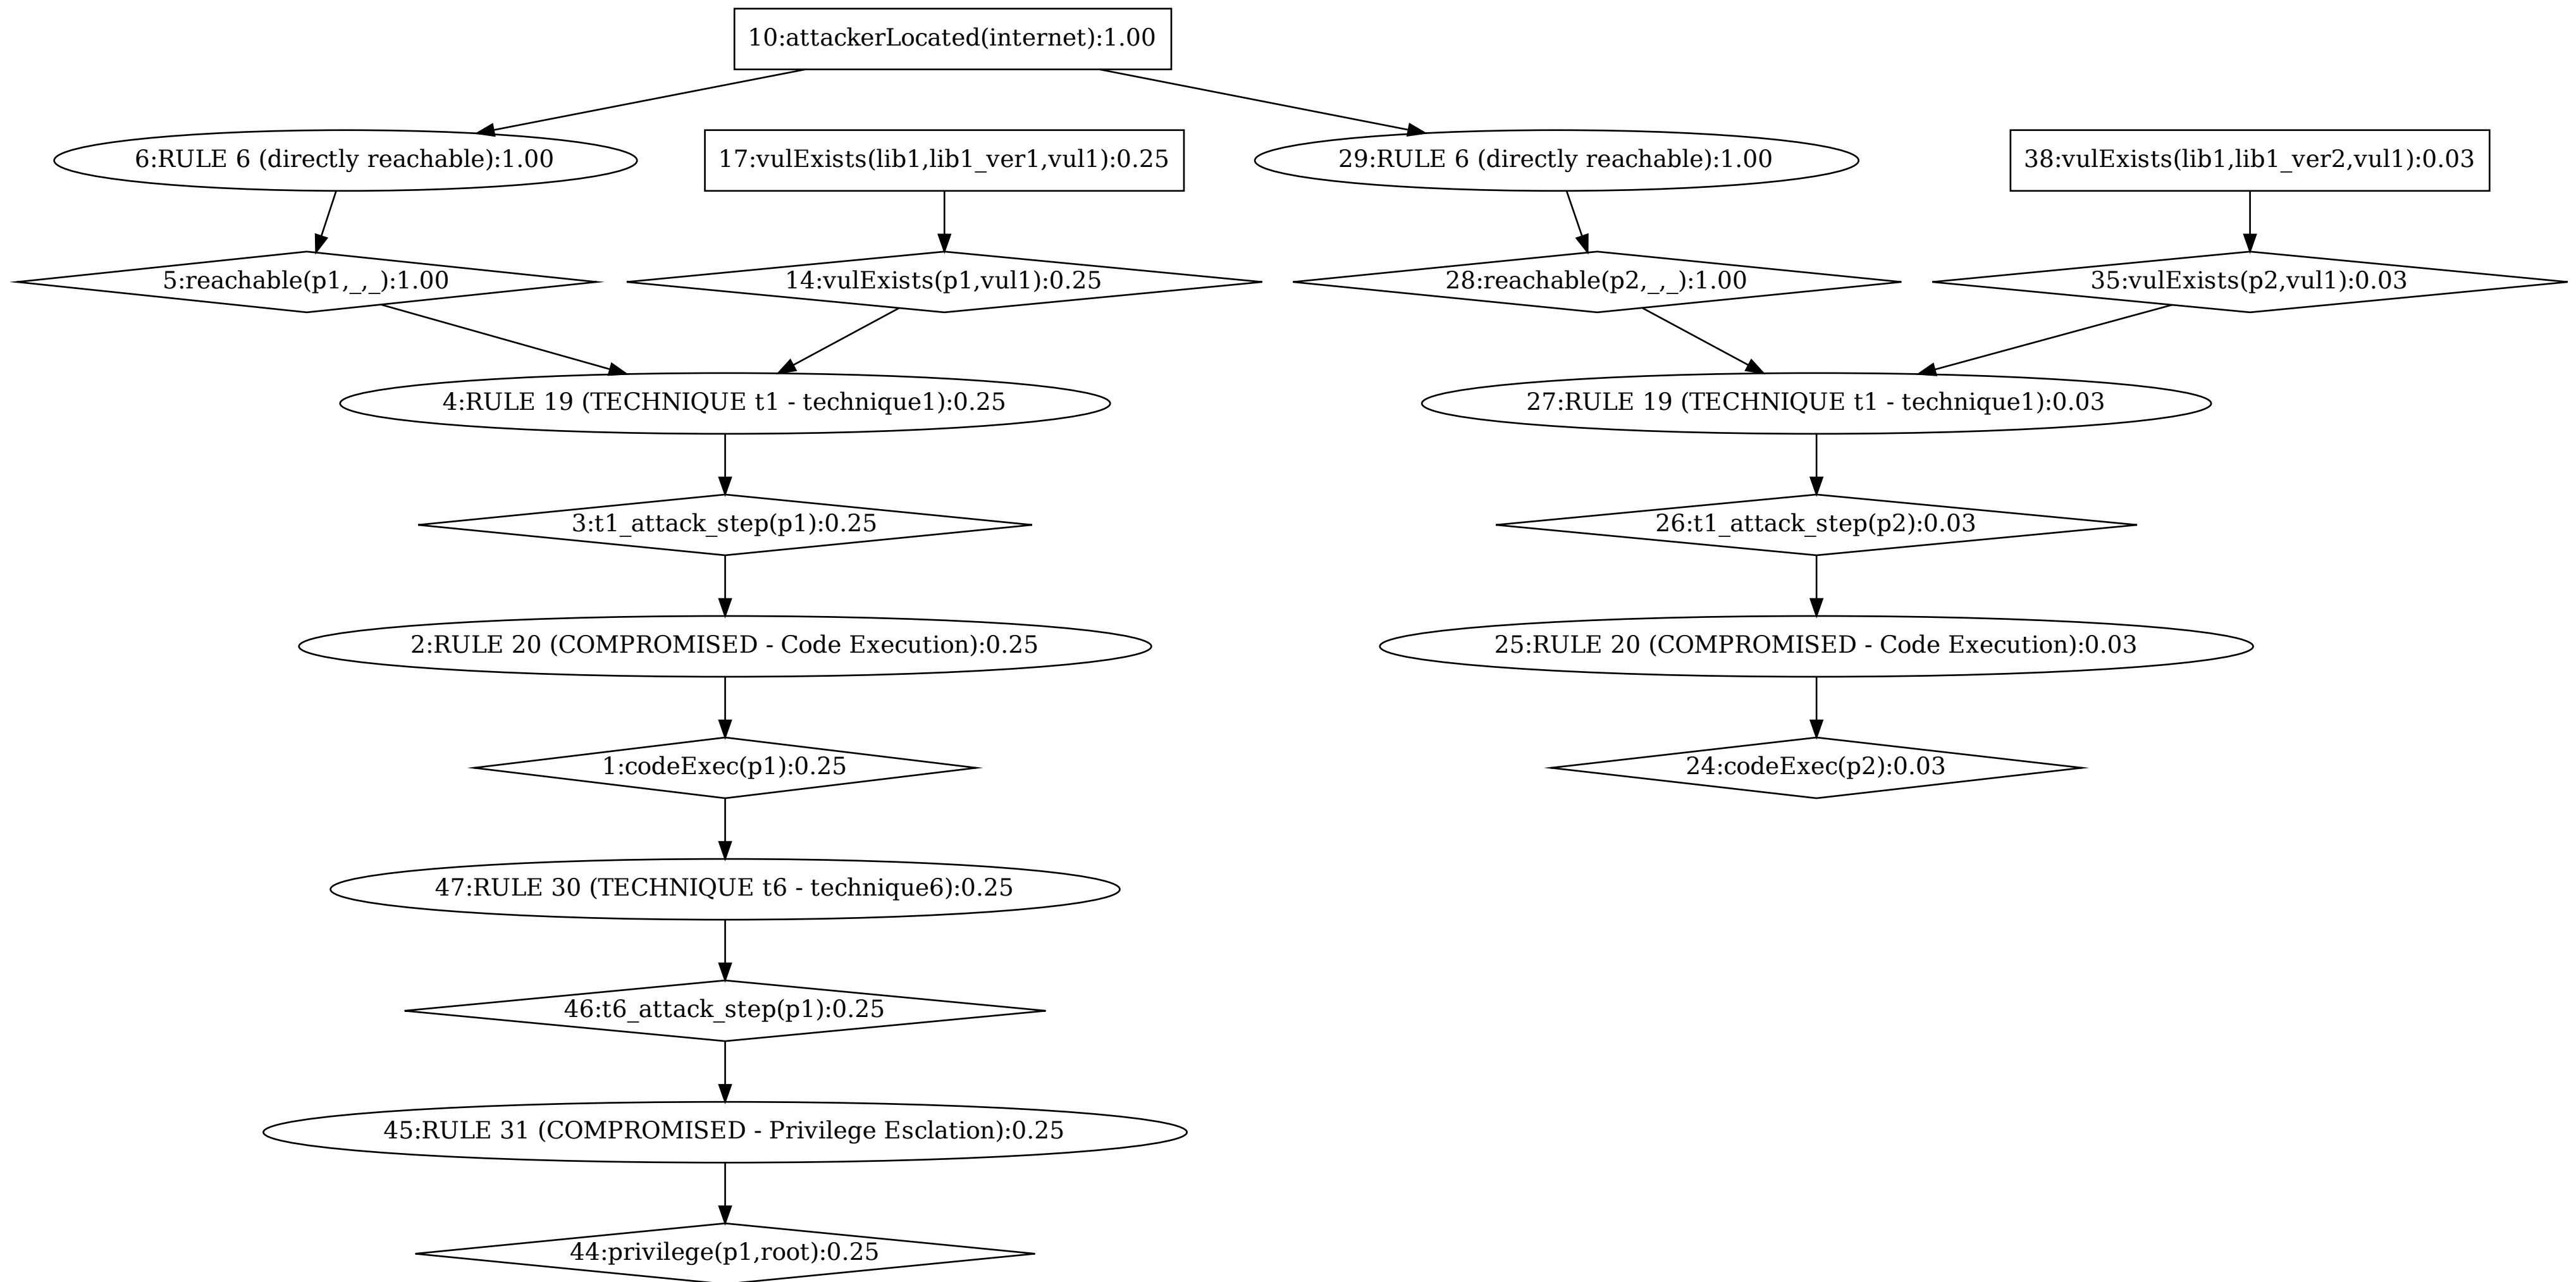 10:attackerLocated(internet):1.00
6:RULE 6 (directly reachable):1.00
17:vulExists(lib1,lib1_ver1,vul1):0.25
29:RULE 6 (directly reachable):1.00
38:vulExists(lib1,lib1_ver2,vul1):0.03
5:reachable(p1,_,_):1.00
14:vulExists(p1,vul1):0.25
28:reachable(p2,_,_):1.00
35:vulExists(p2,vul1):0.03
4:RULE 19 (TECHNIQUE t1 - technique1):0.25
27:RULE 19 (TECHNIQUE t1 - technique1):0.03
3:t1_attack_step(p1):0.25
26:t1_attack_step(p2):0.03
2:RULE 20 (COMPROMISED - Code Execution):0.25
25:RULE 20 (COMPROMISED - Code Execution):0.03
1:codeExec(p1):0.25
24:codeExec(p2):0.03
47:RULE 30 (TECHNIQUE t6 - technique6):0.25
46:t6_attack_step(p1):0.25
45:RULE 31 (COMPROMISED - Privilege Esclation):0.25
44:privilege(p1,root):0.25